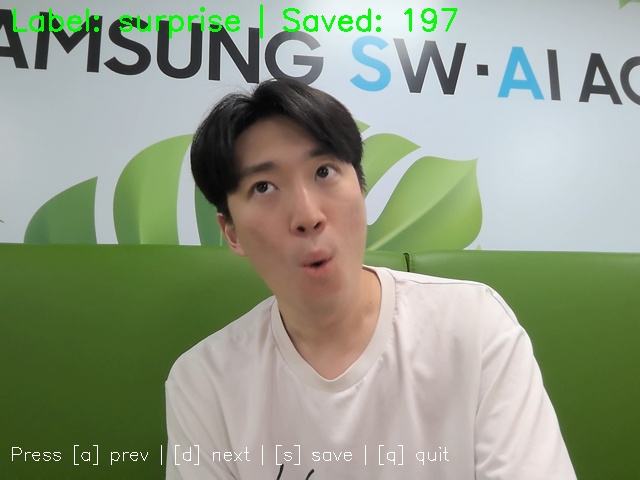 Label: surprise | Saved: 197
AMSUNG SW·AI AC
Press [a] prev | [d] next | [s] save | [q] quit